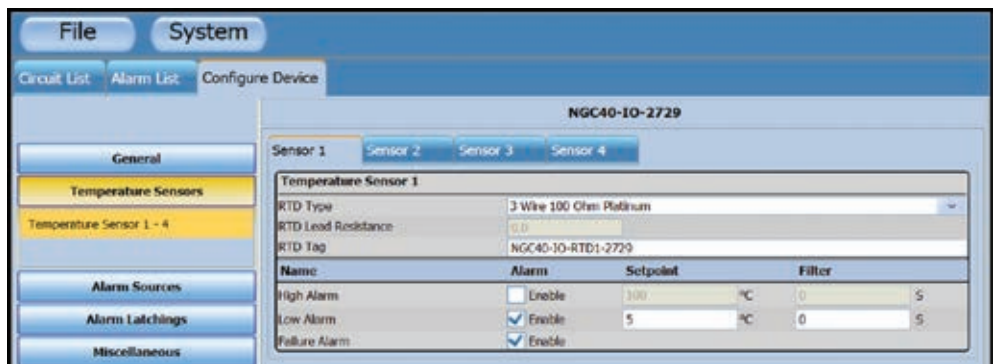 File System
Circuit List Alarm List Configure Device
NGC40-IO-2729
General
Temperature Sensors
Temperature Sensor 1 - 4
Alarm Sources
Alarm Latchings
Miscellaneous
Sensor 1 Sensor 2 Sensor 3 Sensor 4
Temperature Sensor 1
RTD Type 3 Wire 100 Ohm Platinum
RTD Lead Resistance 0.0
RTD Tag NGC40-IO-RTD1-2729
Name Alarm Setpoint Filter
High Alarm Enable 100 ºC 0 S
Low Alarm Enable 5 ºC 0 S
Failure Alarm Enable